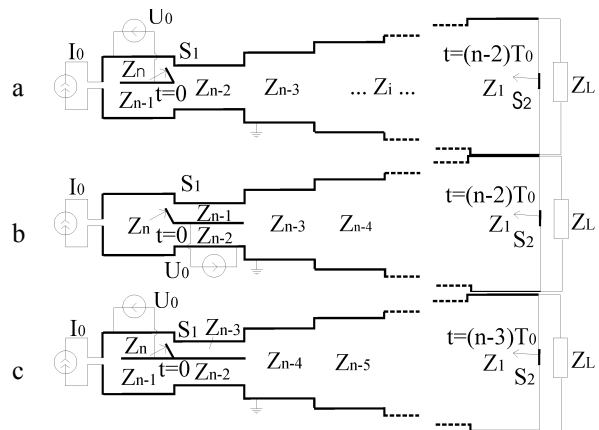 U0
I0 S1
Zn t=(n-2)T0
a Zn-1 t=0 Zn-2 Zn-3 ... Zi ... Z1 S2 ZL
I0 S1
Zn-1 t=(n-2)T0
b Zn t=0 Zn-2 Zn-3 Zn-4 Z1 S2 ZL
U0
U0
I0 S1 Zn-3
Zn t=(n-3)T0
c Zn-1 t=0 Zn-2 Zn-4 Zn-5 Z1 S2 ZL